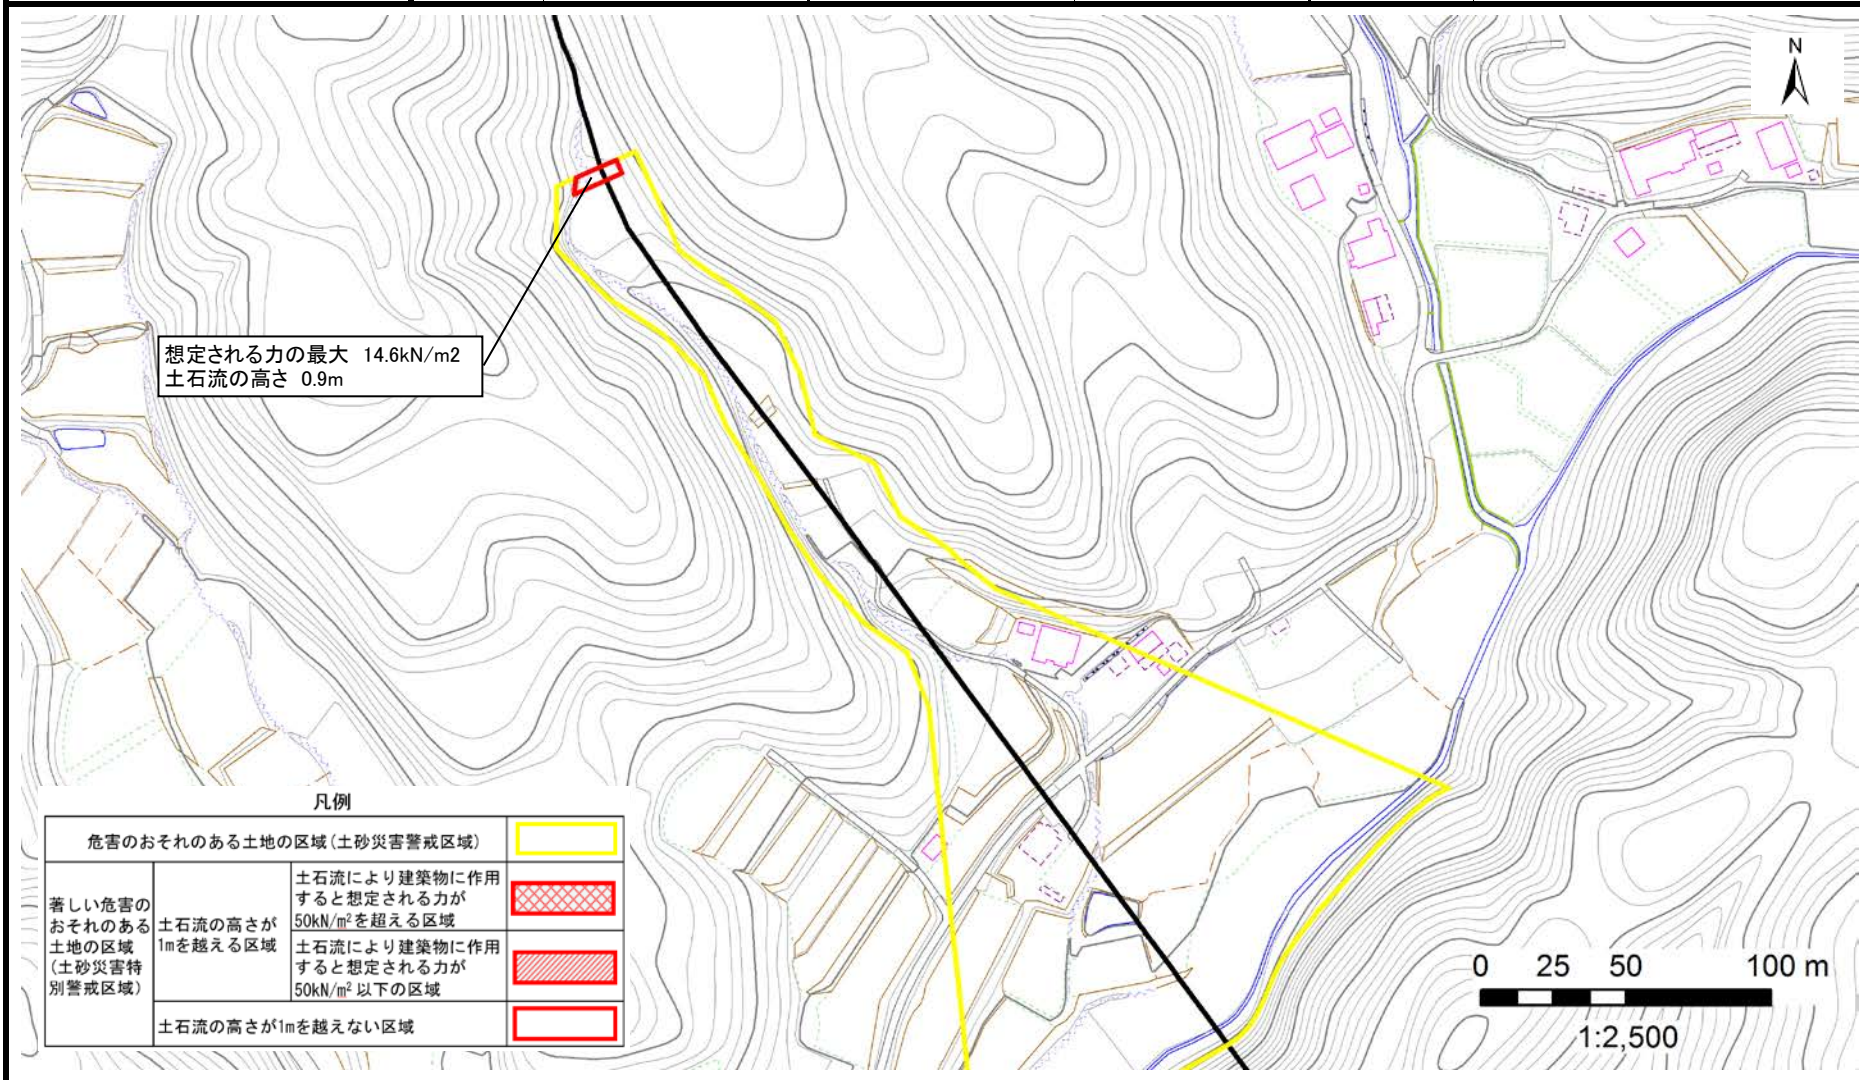 N
想定される力の最大 14.6kN/m2
土石流の高さ 0.9m
凡例
危害のおそれのある土地の区域(土砂災害警戒区域)
著しい危害の
おそれのある
土地の区域
(土砂災害特
別警戒区域)
土石流の高さが
1mを越える区域
土石流により建築物に作用
すると想定される力が
50kN/m²を超える区域
土石流により建築物に作用
すると想定される力が
50kN/m²以下の区域
土石流の高さが1mを越えない区域
0 25 50 100 m
1:2,500